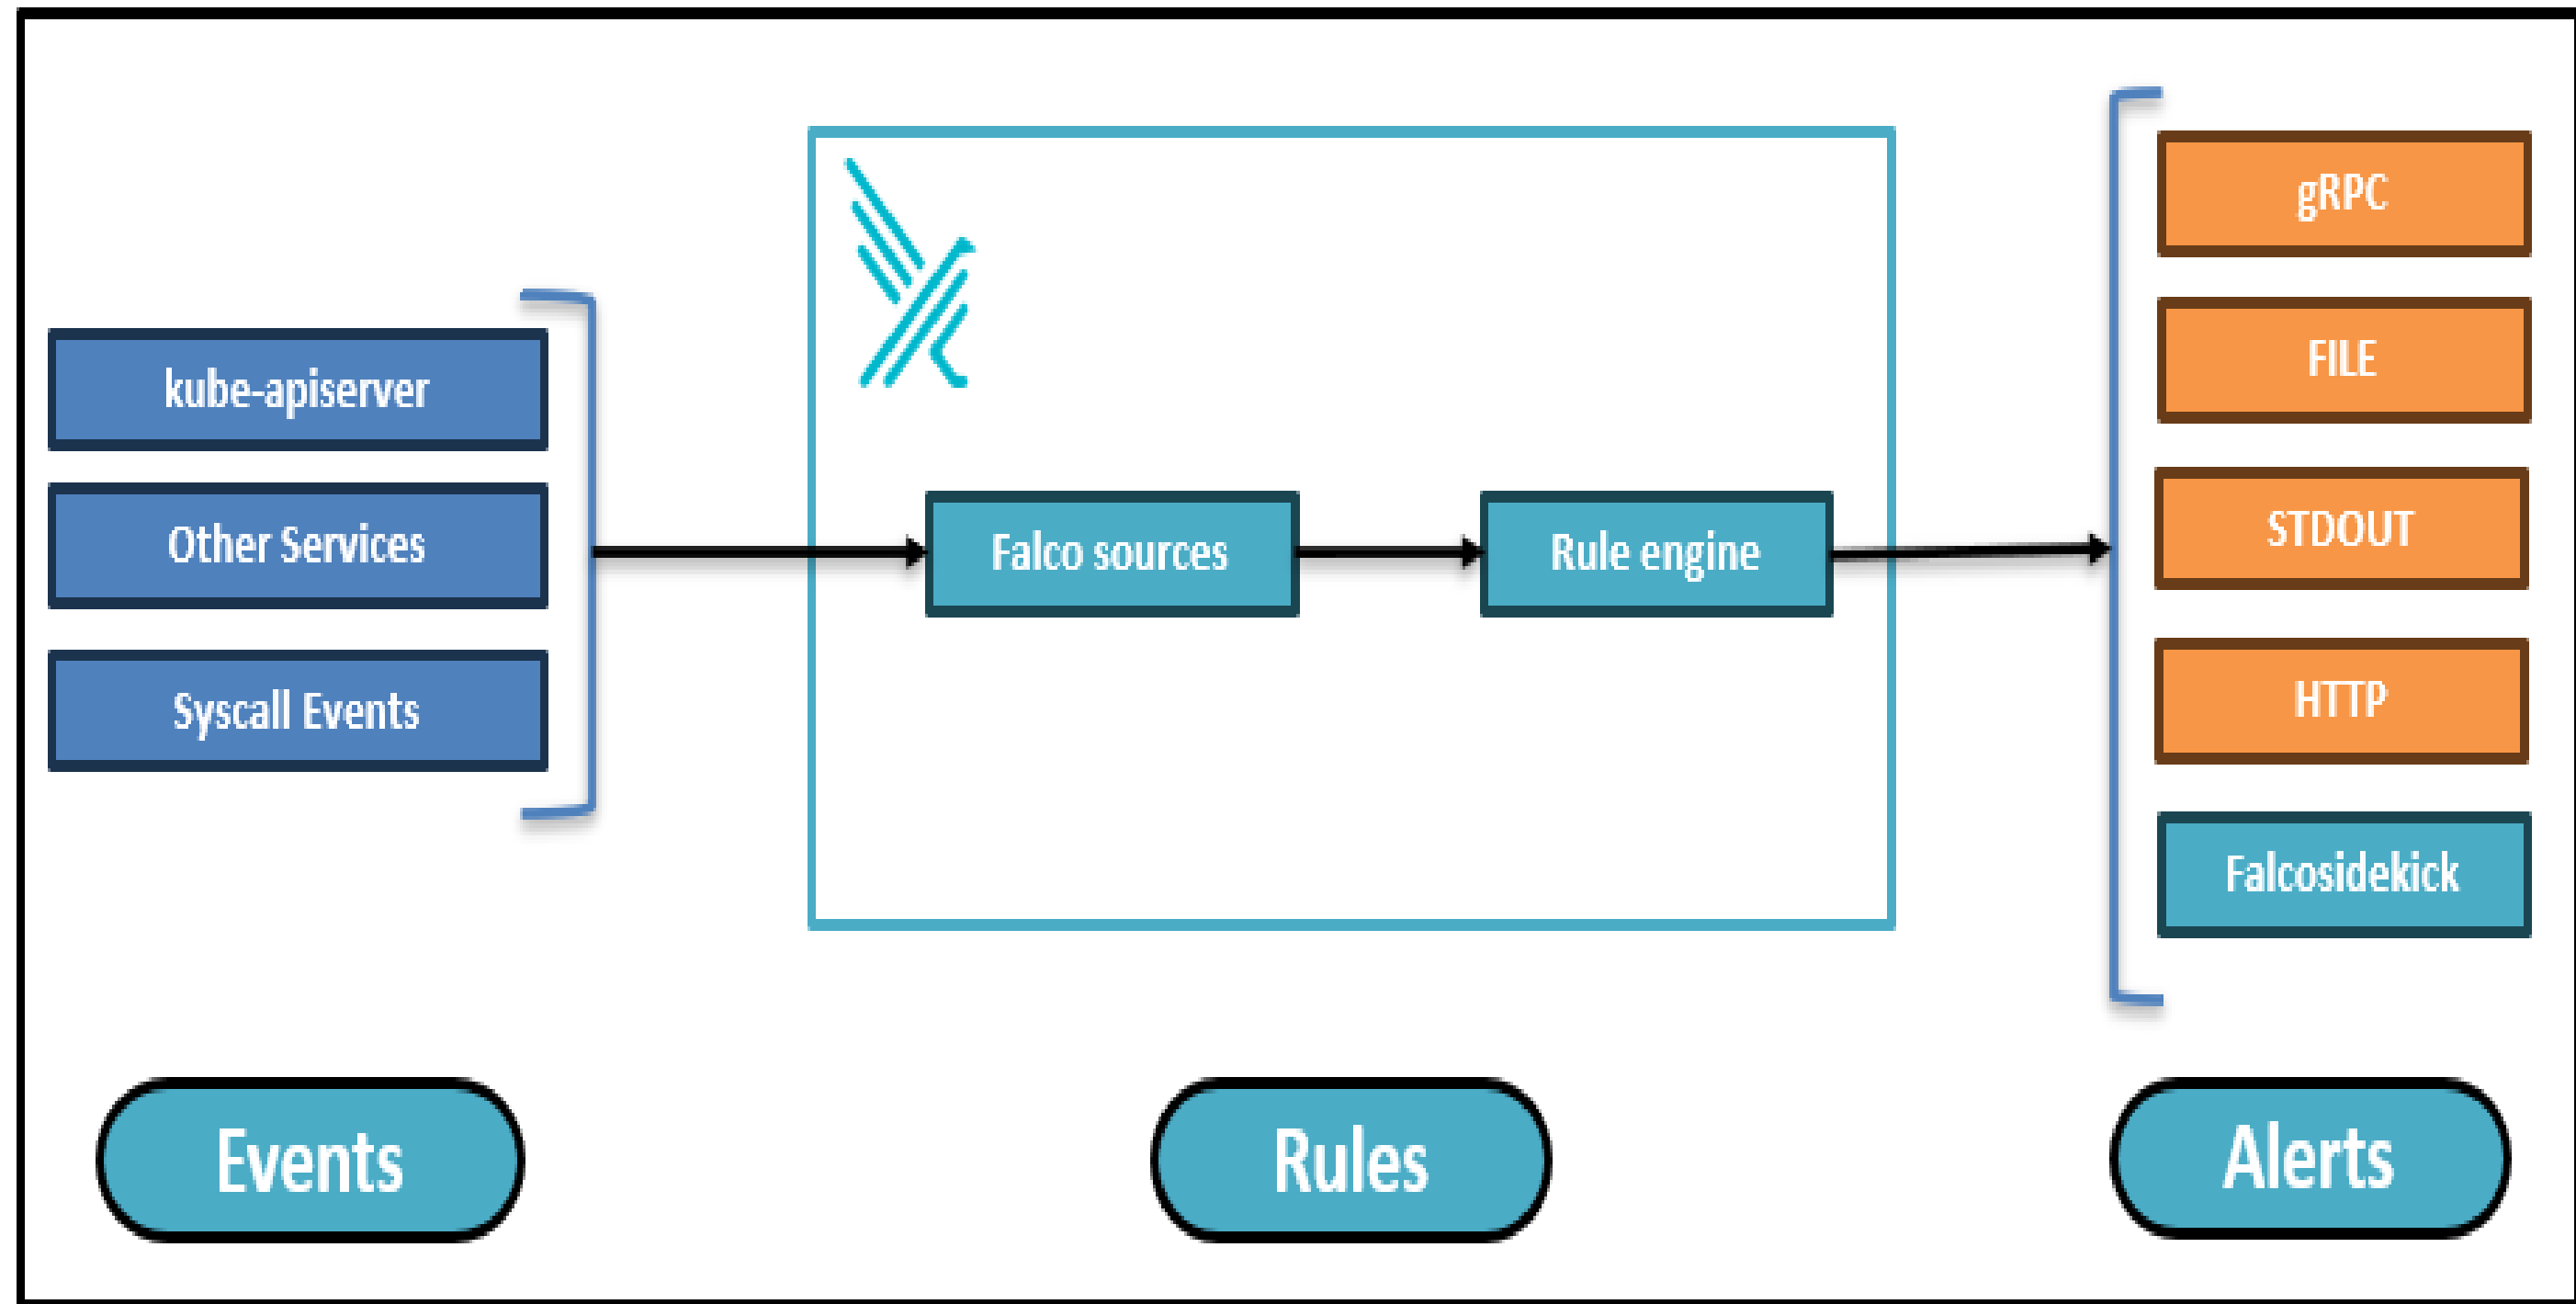 kube-apiserver
Other Services
Syscall Events
Falco sources
Rule engine
gRPC
FILE
STDOUT
HTTP
Falcosidekick
Events
Rules
Alerts